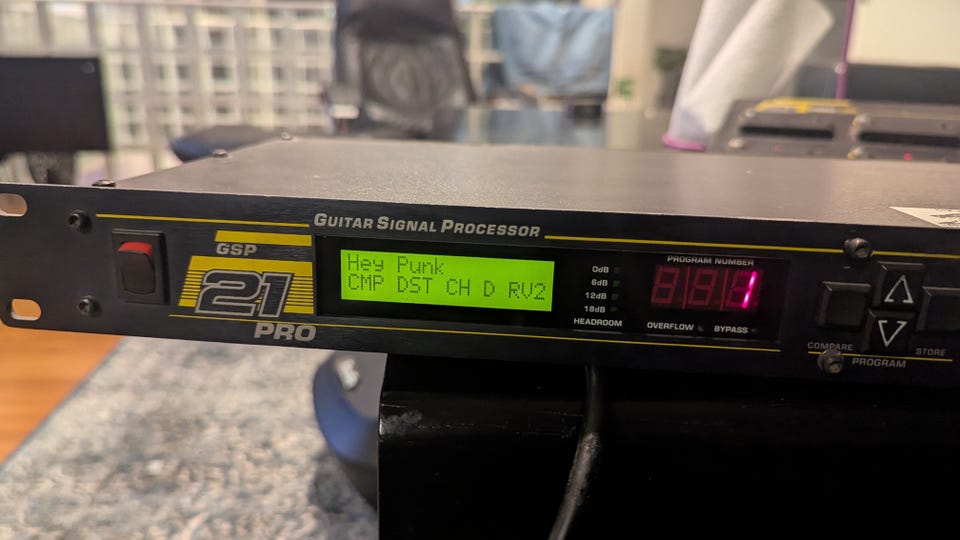 GUITAR SIGNAL PROCESSOR
GSP
21
PRO
Hey Punk
CMP DST CH D RV2
0dB
6dB
12dB
18dB
HEADROOM
PROGRAM NUMBER
1
OVERFLOW
BYPASS
COMPARE
STORE
PROGRAM